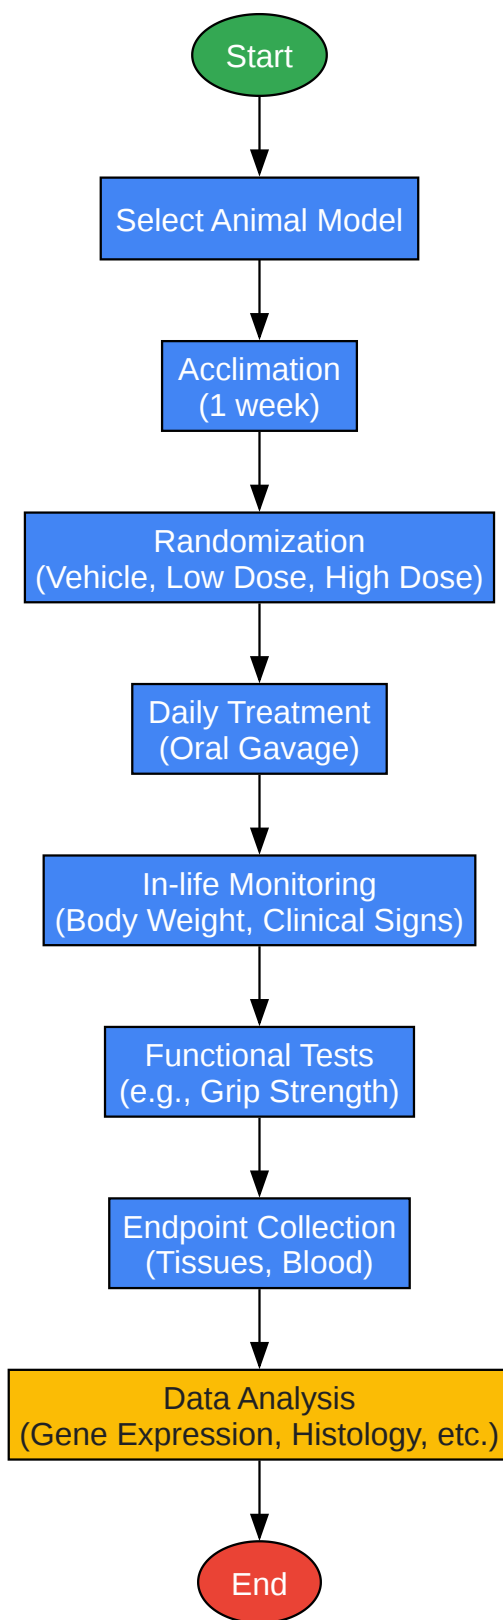 Start
Select Animal Model
Acclimation
(1 week)
Randomization
(Vehicle, Low Dose, High Dose)
Daily Treatment
(Oral Gavage)
In-life Monitoring
(Body Weight, Clinical Signs)
Functional Tests
(e.g., Grip Strength)
Endpoint Collection
(Tissues, Blood)
Data Analysis
(Gene Expression, Histology, etc.)
End